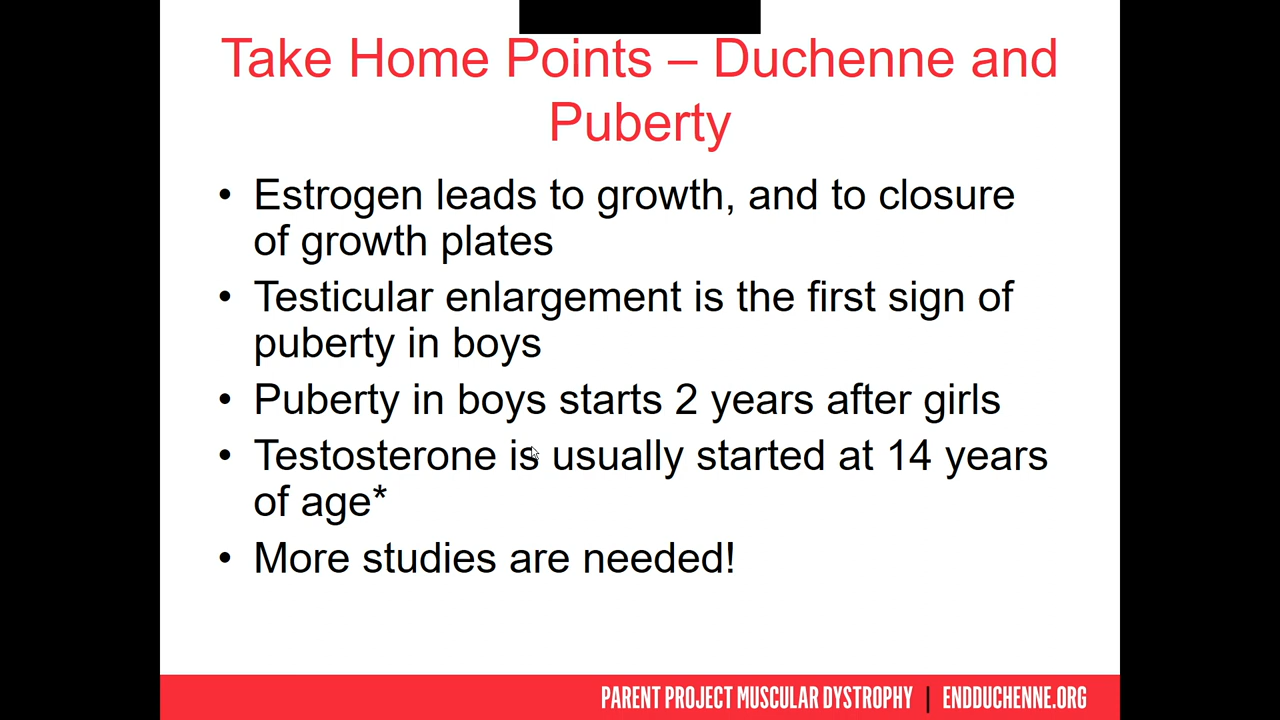 Take Home Points – Duchenne and
Puberty
• Estrogen leads to growth, and to closure
of growth plates
• Testicular enlargement is the first sign of
puberty in boys
• Puberty in boys starts 2 years after girls
• Testosterone is usually started at 14 years
of age*
• More studies are needed!
PARENT PROJECT MUSCULAR DYSTROPHY | ENDDUCHENNE.ORG